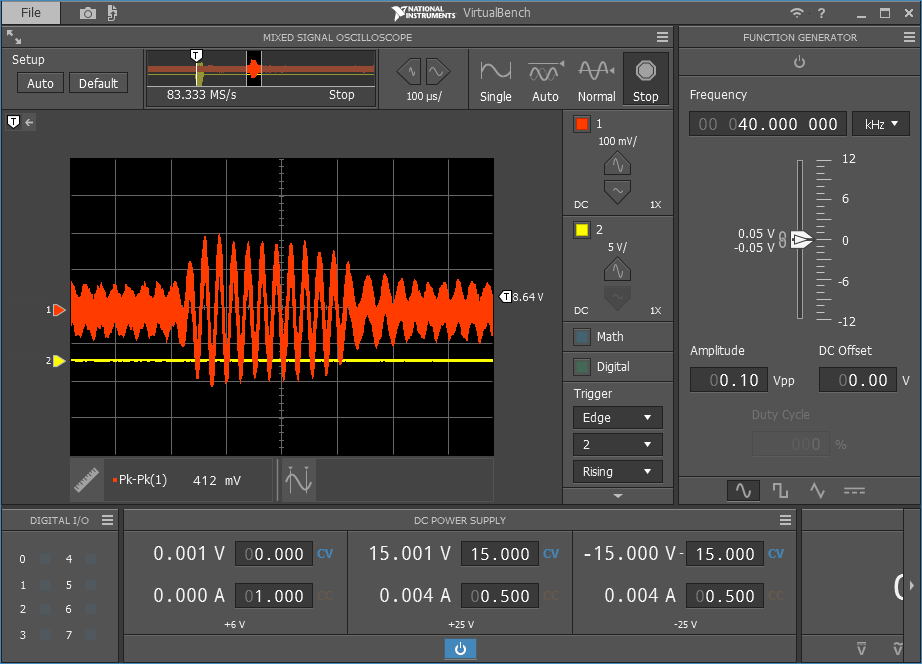 File NATIONAL INSTRUMENTS VirtualBench ?
MIXED SIGNAL OSCILLOSCOPE
Setup
Auto Default
T
83.333 MS/s Stop
100 µs/
Single Auto Normal Stop
T
1
2
T 8.64 V
Pk-Pk(1) 412 mV
1
100 mV/
DC 1X
2
5 V/
DC 1X
Math
Digital
Trigger
Edge
2
Rising
FUNCTION GENERATOR
Frequency
00 040.000 000 kHz
12
6
0.05 V
-0.05 V
0
-6
-12
Amplitude DC Offset
00.10 Vpp 00.00 V
Duty Cycle
000 %
DIGITAL I/O
0 4
1 5
2 6
3 7
DC POWER SUPPLY
0.001 V 00.000 CV
0.000 A 01.000 CC
+6 V
15.001 V 15.000 CV
0.004 A 00.500 CC
+25 V
-15.000 V - 15.000 CV
0.004 A 00.500 CC
-25 V
V V